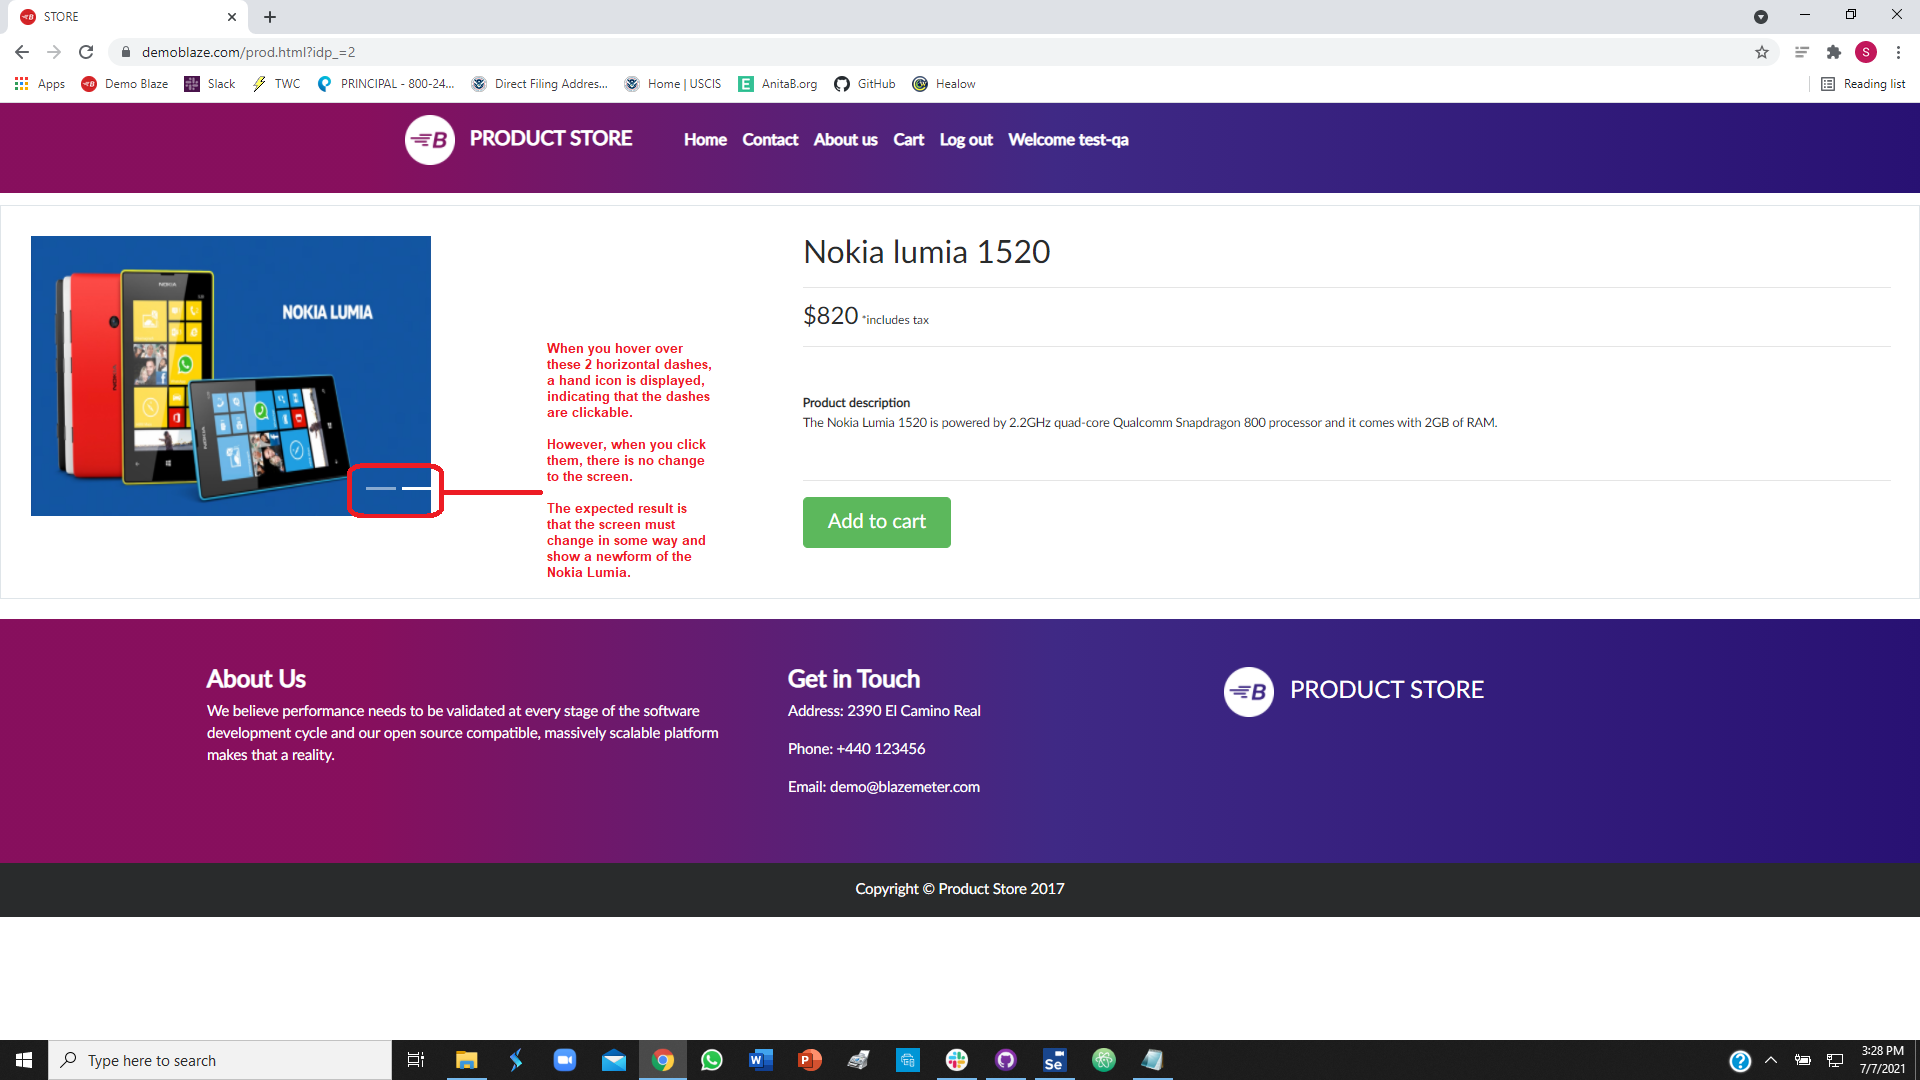 STORE
demoblaze.com/prod.html?idp_=2
S
Apps
Demo Blaze
Slack
TWC
PRINCIPAL - 800-24...
Direct Filing Addres...
Home | USCIS
E
AnitaB.org
GitHub
Healow
Reading list
B
PRODUCT STORE
Home
Contact
About us
Cart
Log out
Welcome test-qa
NOKIA
NOKIA LUMIA
NOKIA
Nokia lumia 1520
$820 *includes tax
When you hover over
these 2 horizontal dashes,
a hand icon is displayed,
indicating that the dashes
are clickable.
However, when you click
them, there is no change
to the screen.
The expected result is
that the screen must
change in some way and
show a newform of the
Nokia Lumia.
Product description
The Nokia Lumia 1520 is powered by 2.2GHz quad-core Qualcomm Snapdragon 800 processor and it comes with 2GB of RAM.
Add to cart
About Us
We believe performance needs to be validated at every stage of the software
development cycle and our open source compatible, massively scalable platform
makes that a reality.
Get in Touch
Address: 2390 El Camino Real
Phone: +440 123456
Email: demo@blazemeter.com
B
PRODUCT STORE
Copyright © Product Store 2017
Type here to search
W
P
Se
3:28 PM
7/7/2021